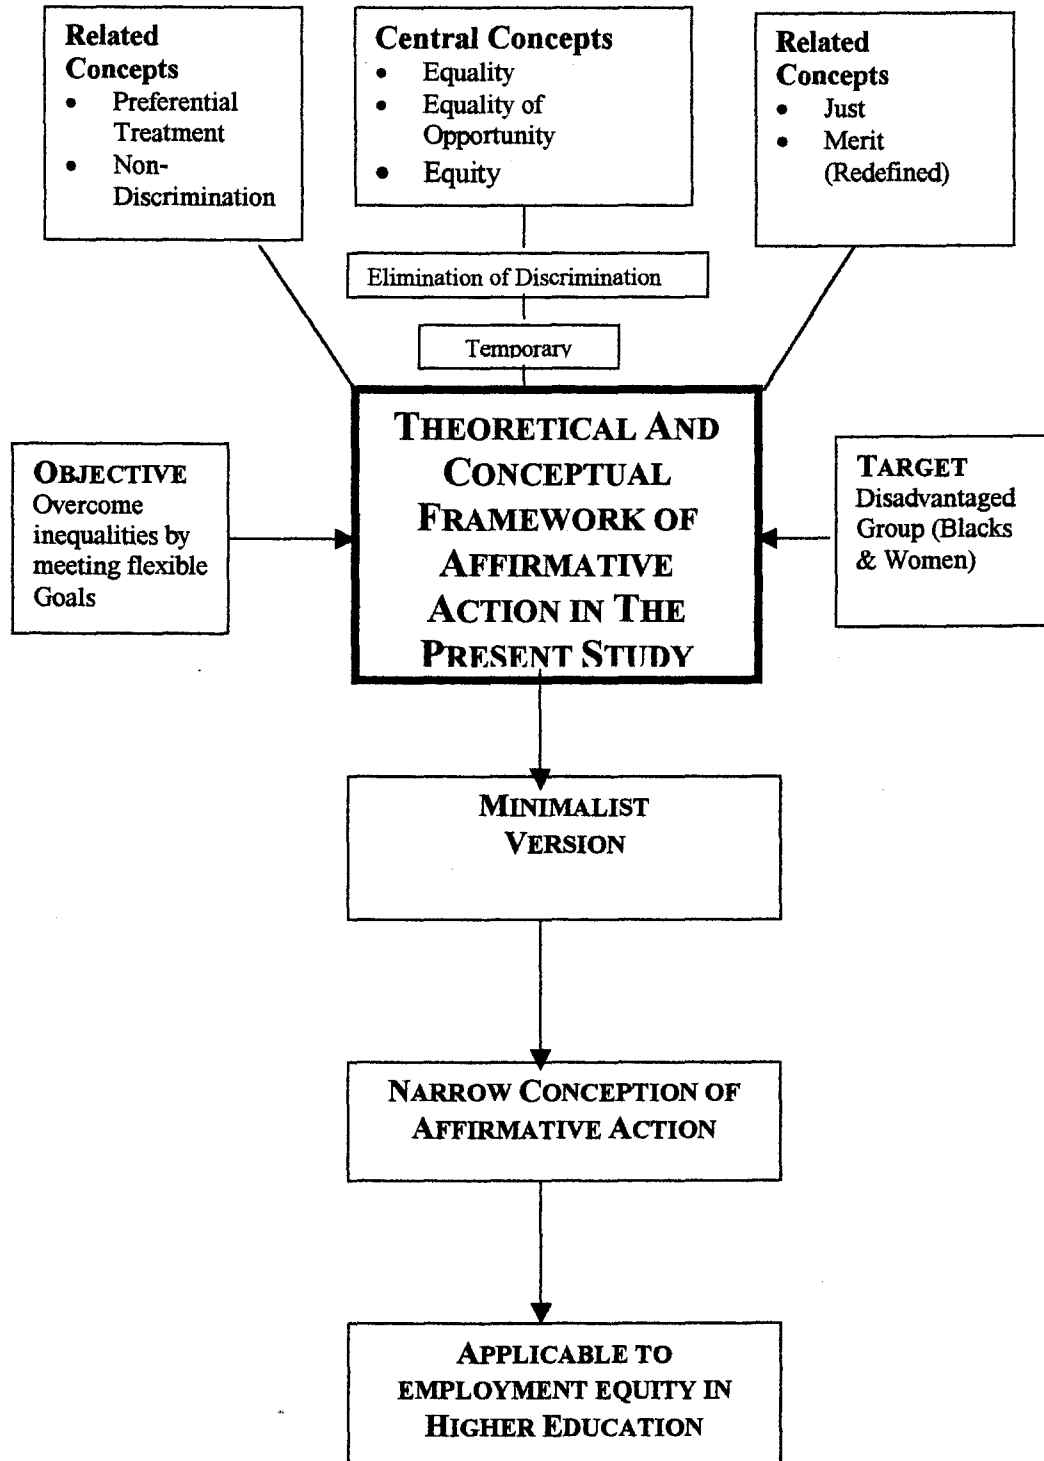 Related
Concepts
• Preferential
Treatment
• Non-
Discrimination
Central Concepts
• Equality
• Equality of
Opportunity
• Equity
Related
Concepts
• Just
• Merit
(Redefined)
Elimination of Discrimination
Temporary
THEORETICAL AND
CONCEPTUAL
FRAMEWORK OF
AFFIRMATIVE
ACTION IN THE
PRESENT STUDY
OBJECTIVE
Overcome
inequalities by
meeting flexible
Goals
TARGET
Disadvantaged
Group (Blacks
& Women)
MINIMALIST
VERSION
NARROW CONCEPTION OF
AFFIRMATIVE ACTION
APPLICABLE TO
EMPLOYMENT EQUITY IN
HIGHER EDUCATION